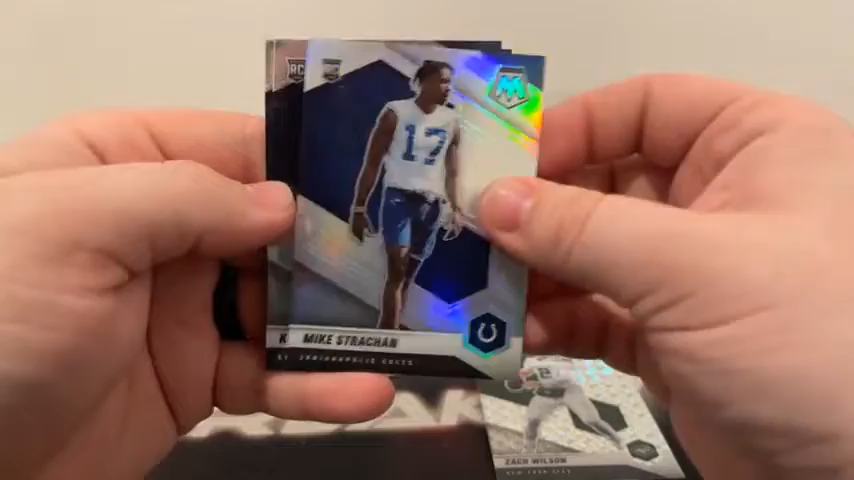 RC
17
MIKE STRACHAN
INDIANAPOLIS COLTS
K
ZACH WILSON
NEW YORK JETS